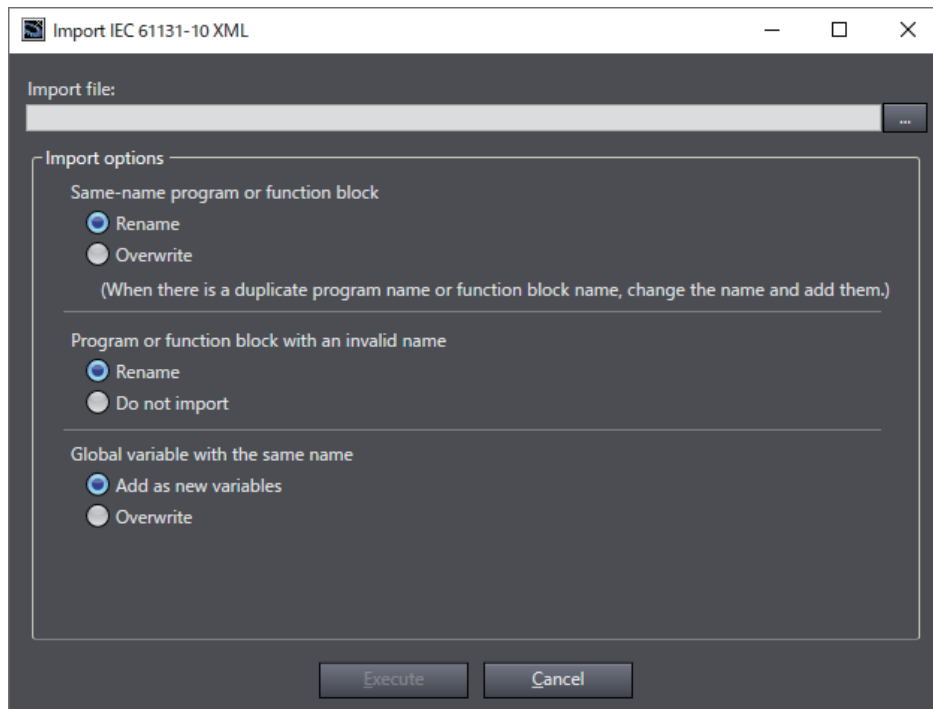 Import IEC 61131-10 XML
Import file:
...
Import options
Same-name program or function block
Rename
Overwrite
(When there is a duplicate program name or function block name, change the name and add them.)
Program or function block with an invalid name
Rename
Do not import
Global variable with the same name
Add as new variables
Overwrite
Execute
Cancel